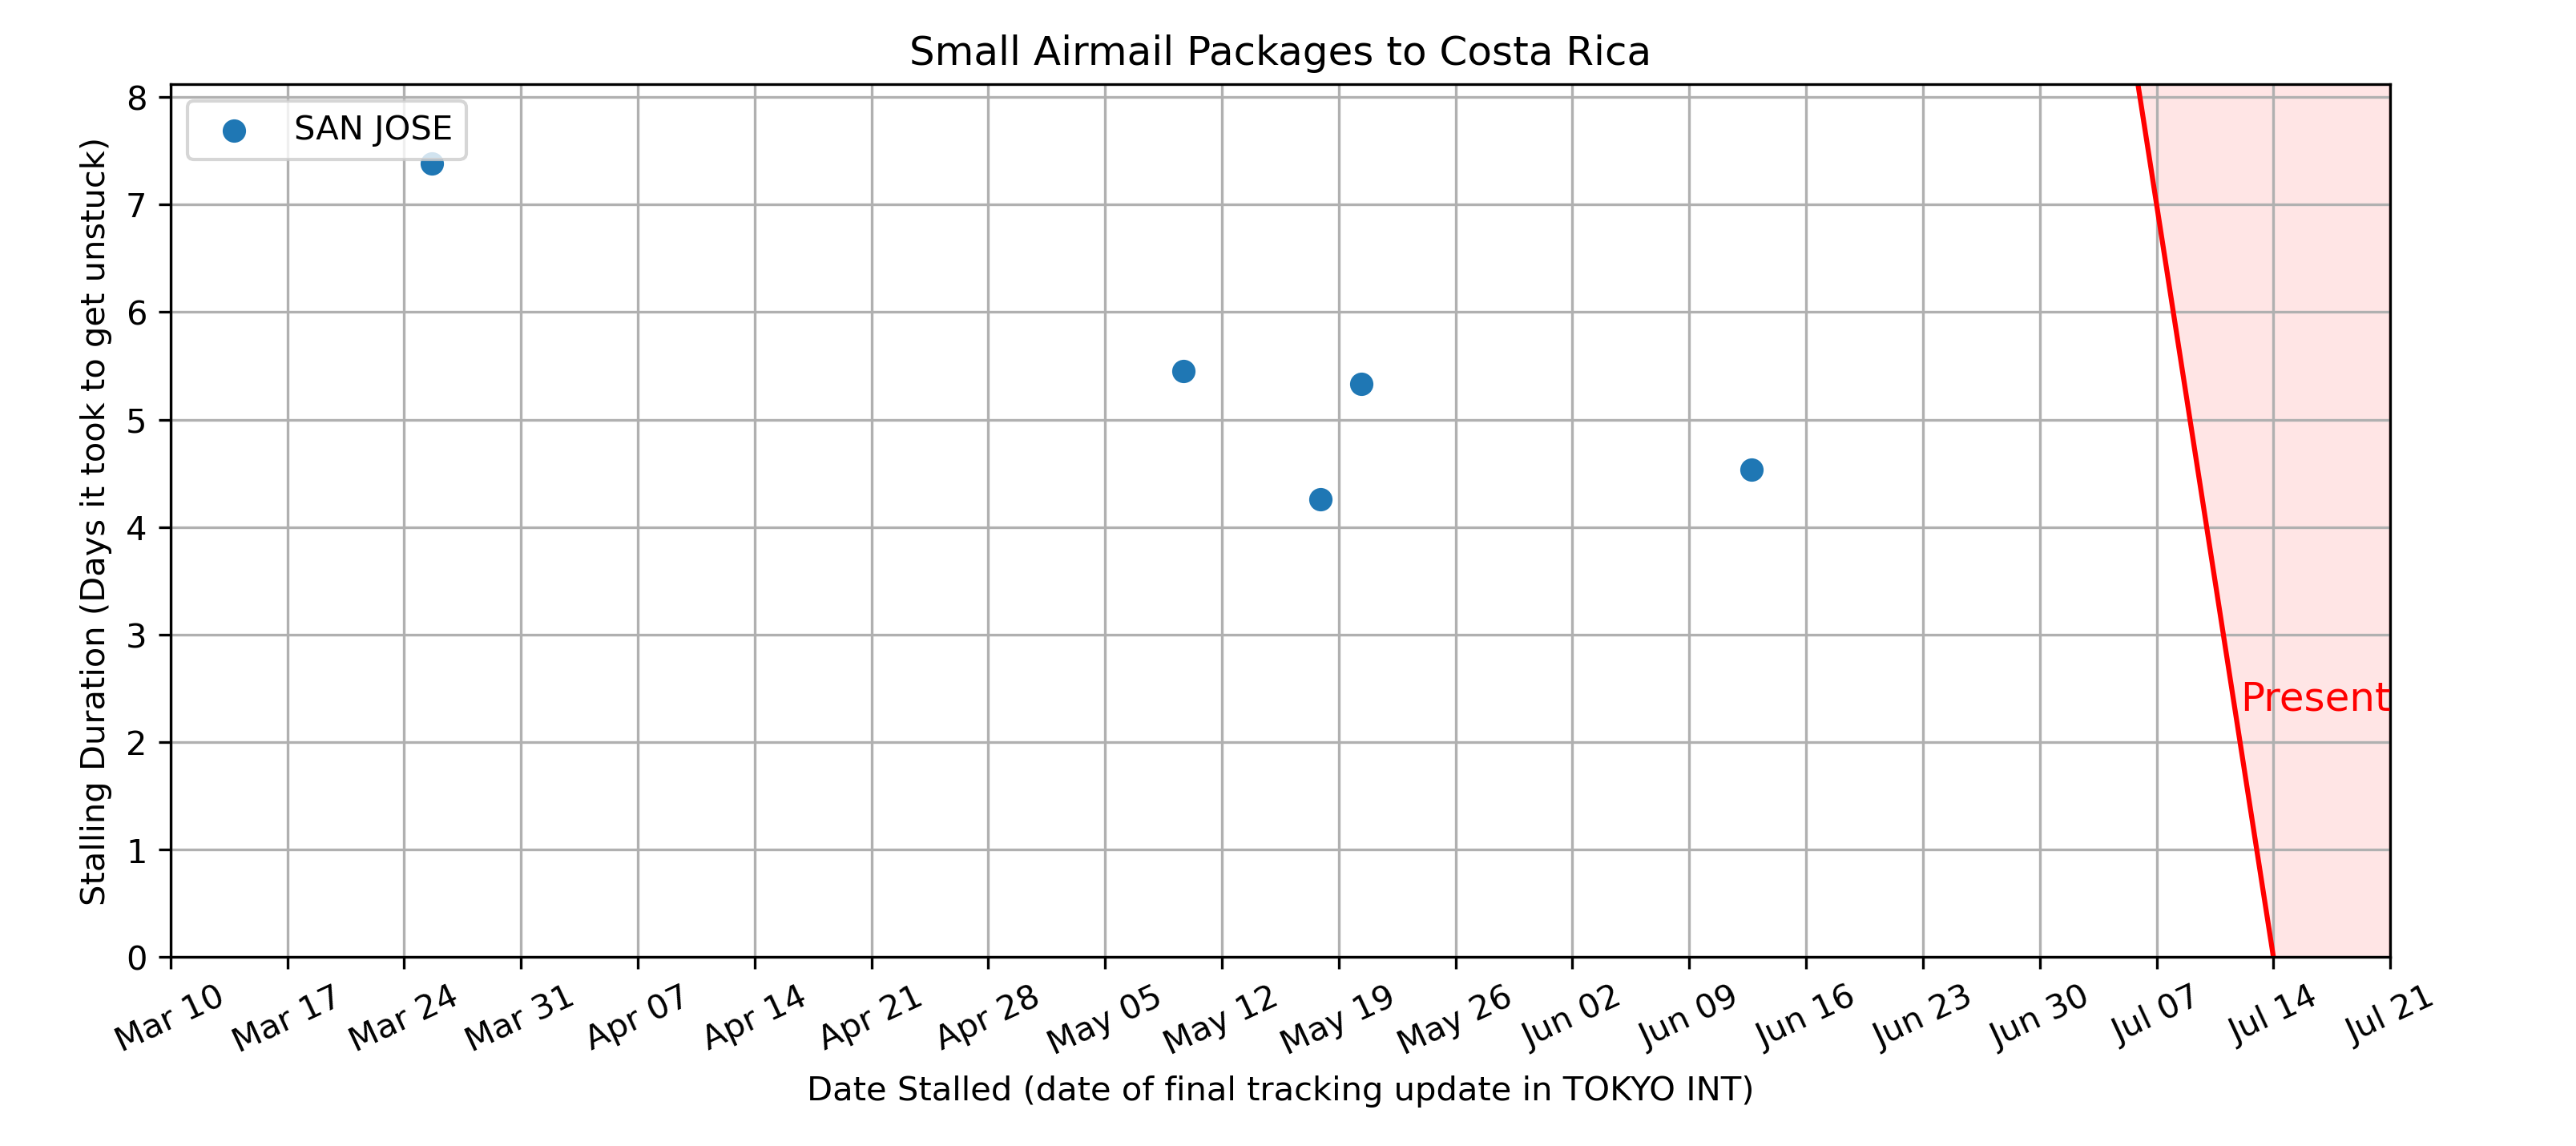 Small Airmail Packages to Costa Rica
SAN JOSE
8
7
6
5
4
3
2
1
0
Stalling Duration (Days it took to get unstuck)
Present
Mar 10 Mar 17 Mar 24 Mar 31 Apr 07 Apr 14 Apr 21 Apr 28 May 05 May 12 May 19 May 26 Jun 02 Jun 09 Jun 16 Jun 23 Jun 30 Jul 07 Jul 14 Jul 21
Date Stalled (date of final tracking update in TOKYO INT)